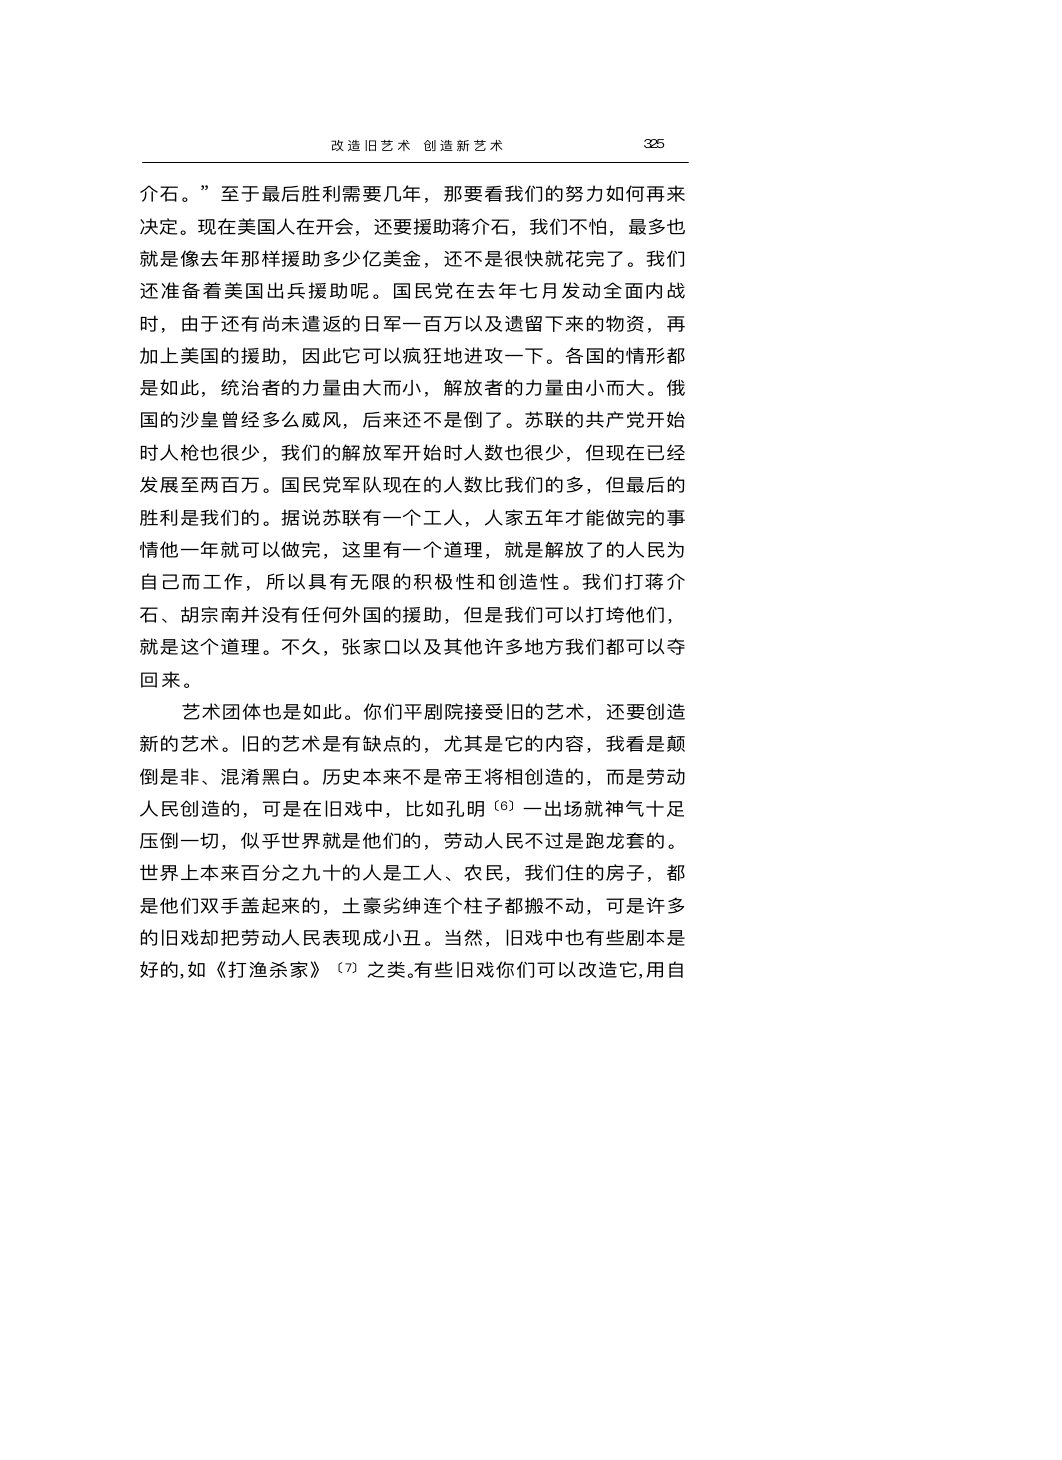 改造旧艺术 创造新艺术 325
介石。”至于最后胜利需要几年，那要看我们的努力如何再来
决定。现在美国人在开会，还要援助蒋介石，我们不怕，最多也
就是像去年那样援助多少亿美金，还不是很快就花完了。我们
还准备着美国出兵援助呢。国民党在去年七月发动全面内战
时，由于还有尚未遣返的日军一百万以及遗留下来的物资，再
加上美国的援助，因此它可以疯狂地进攻一下。各国的情形都
是如此，统治者的力量由大而小，解放者的力量由小而大。俄
国的沙皇曾经多么威风，后来还不是倒了。苏联的共产党开始
时人枪也很少，我们的解放军开始时人数也很少，但现在已经
发展至两百万。国民党军队现在的人数比我们的多，但最后的
胜利是我们的。据说苏联有一个工人，人家五年才能做完的事
情他一年就可以做完，这里有一个道理，就是解放了的人民为
自己而工作，所以具有无限的积极性和创造性。我们打蒋介
石、胡宗南并没有任何外国的援助，但是我们可以打垮他们，
就是这个道理。不久，张家口以及其他许多地方我们都可以夺
回来。
艺术团体也是如此。你们平剧院接受旧的艺术，还要创造
新的艺术。旧的艺术是有缺点的，尤其是它的内容，我看是颠
倒是非、混淆黑白。历史本来不是帝王将相创造的，而是劳动
人民创造的，可是在旧戏中，比如孔明〔6〕一出场就神气十足
压倒一切，似乎世界就是他们的，劳动人民不过是跑龙套的。
世界上本来百分之九十的人是工人、农民，我们住的房子，都
是他们双手盖起来的，土豪劣绅连个柱子都搬不动，可是许多
的旧戏却把劳动人民表现成小丑。当然，旧戏中也有些剧本是
好的,如《打渔杀家》〔7〕之类。有些旧戏你们可以改造它,用自